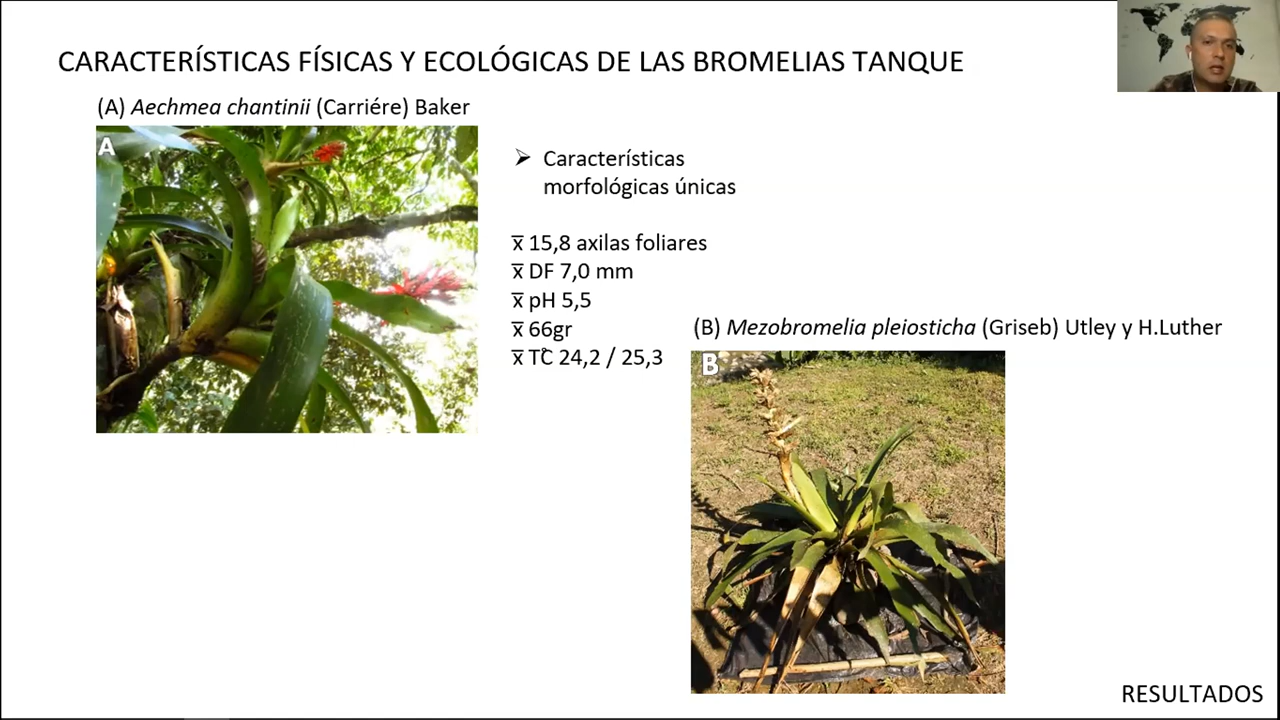 CARACTERÍSTICAS FÍSICAS Y ECOLÓGICAS DE LAS BROMELIAS TANQUE
(A) Aechmea chantinii (Carriére) Baker
A
➢ Características
morfológicas únicas
x̅ 15,8 axilas foliares
x̅ DF 7,0 mm
x̅ pH 5,5
x̅ 66gr
x̅ TC̊ 24,2 / 25,3
(B) Mezobromelia pleiosticha (Griseb) Utley y H.Luther
B
RESULTADOS